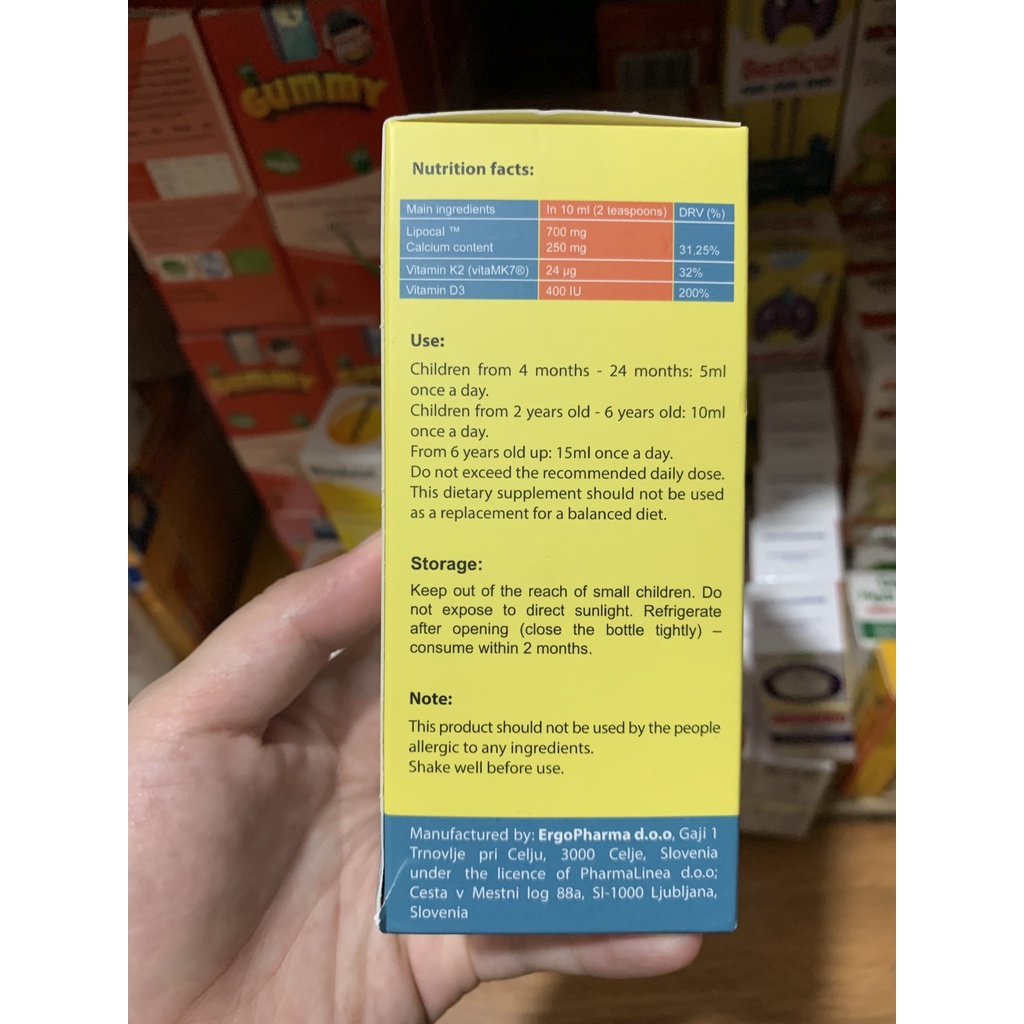 GUMMY
Bestical
Nutrition facts:
Main ingredients In 10 ml (2 teaspoons) DRV (%)
Lipocal ™ 700 mg
Calcium content 250 mg 31,25%
Vitamin K2 (vitaMK7®) 24 µg 32%
Vitamin D3 400 IU 200%
Use:
Children from 4 months - 24 months: 5ml
once a day.
Children from 2 years old - 6 years old: 10ml
once a day.
From 6 years old up: 15ml once a day.
Do not exceed the recommended daily dose.
This dietary supplement should not be used
as a replacement for a balanced diet.
Storage:
Keep out of the reach of small children. Do
not expose to direct sunlight. Refrigerate
after opening (close the bottle tightly) –
consume within 2 months.
Note:
This product should not be used by the people
allergic to any ingredients.
Shake well before use.
Manufactured by: ErgoPharma d.o.o, Gaji 1
Trnovlje pri Celju, 3000 Celje, Slovenia
under the licence of PharmaLinea d.o.o;
Cesta v Mestni log 88a, SI-1000 Ljubljana,
Slovenia
GUMMY